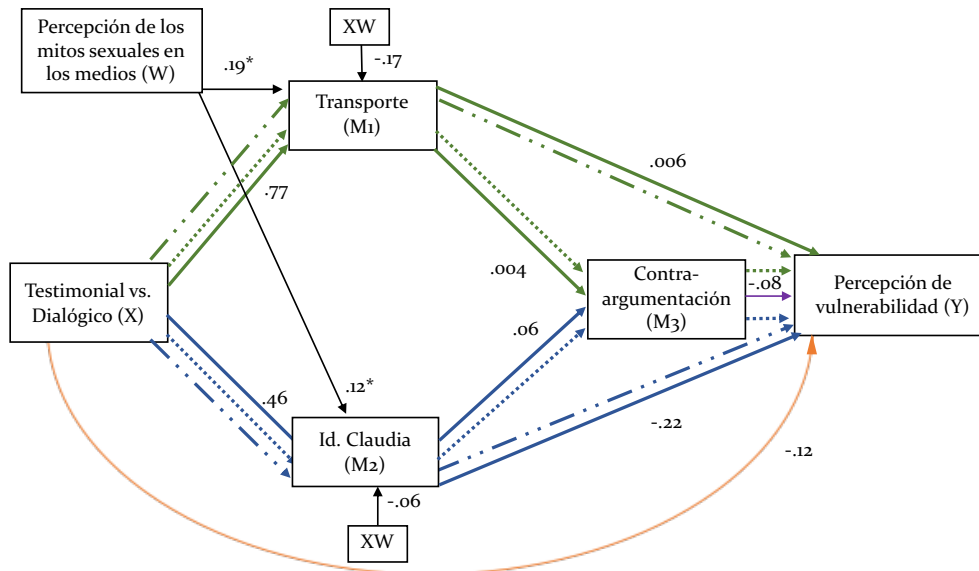 Percepción de los
mitos sexuales en
los medios (W)
.19*
XW
-.17
Transporte
(M1)
.006
.77
Testimonial vs.
Dialógico (X)
.004
Contra-
argumentación
(M3)
-.08
Percepción de
vulnerabilidad (Y)
.06
.46
.12*
Id. Claudia
(M2)
-.22
-.12
-.06
XW